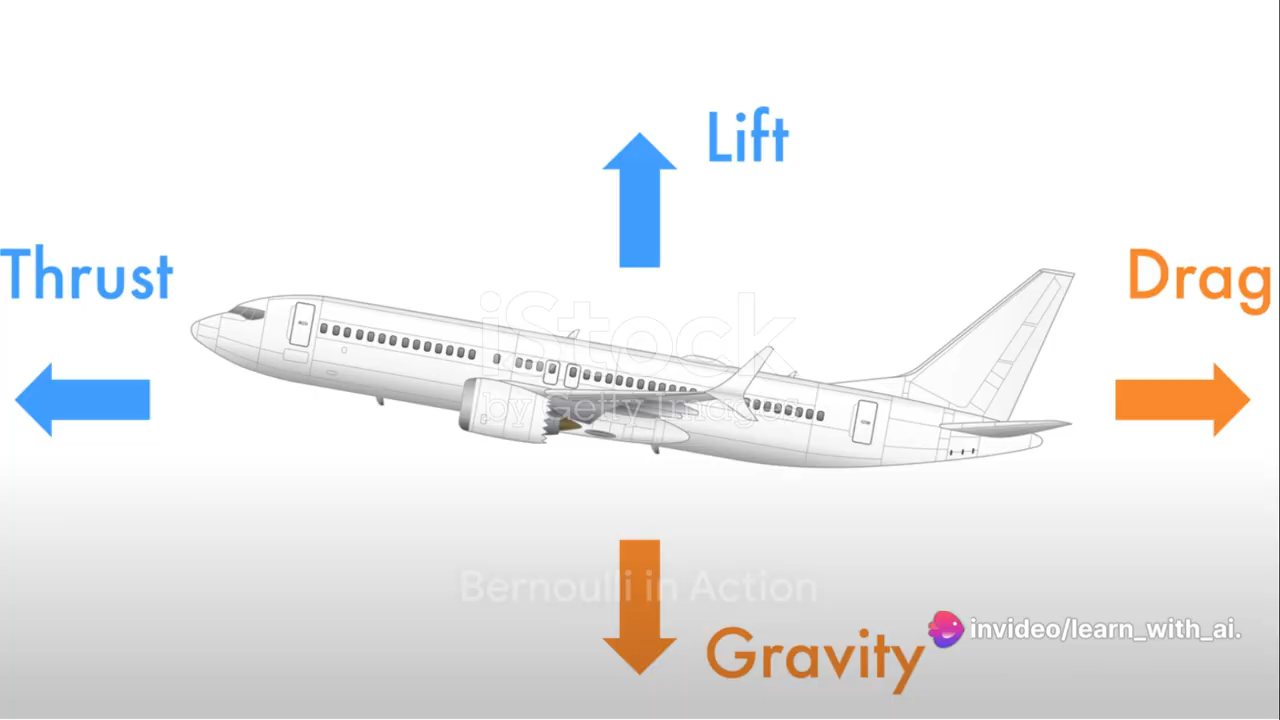 Lift
Thrust
Drag
iStock
by Getty Images
Bernoulli in Action
invideo/learn_with_ai.
Gravity